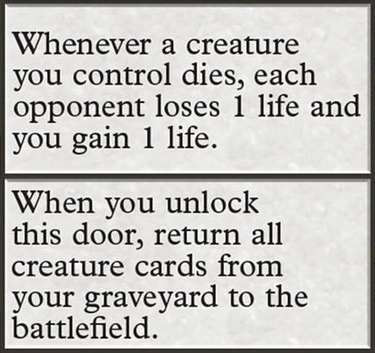 Whenever a creature
you control dies, each
opponent loses 1 life and
you gain 1 life.
When you unlock
this door, return all
creature cards from
your graveyard to the
battlefield.